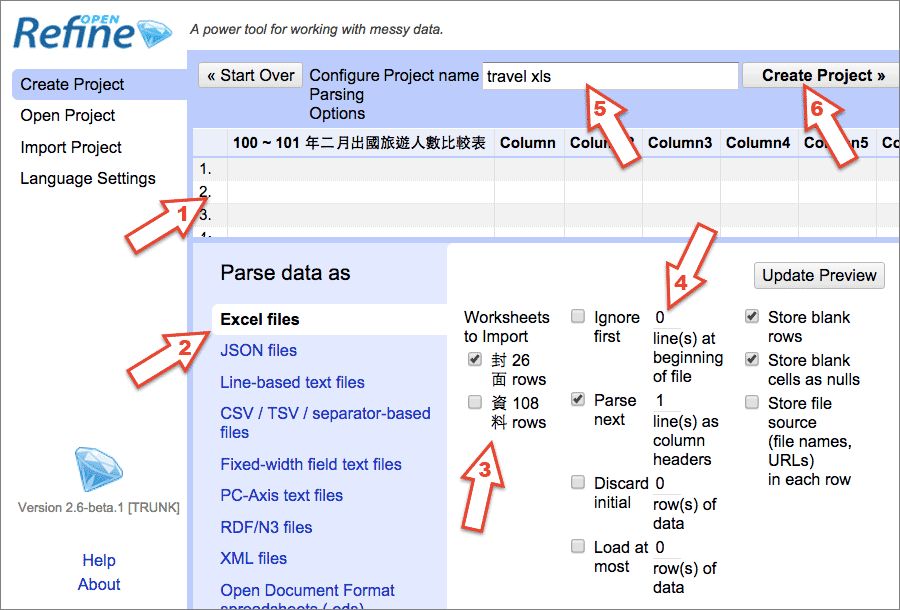 OPEN
Refine
A power tool for working with messy data.
Create Project
Open Project
Import Project
Language Settings
« Start Over
Configure Project name
Parsing
Options
travel xls
Create Project »
100 ~ 101 年二月出國旅遊人數比較表 Column Column3 Column4
1.
2.
3.
1
5
6
Parse data as
Update Preview
Excel files
JSON files
Line-based text files
CSV / TSV / separator-based
files
Fixed-width field text files
PC-Axis text files
RDF/N3 files
XML files
Open Document Format
spreadsheets (.ods)
2
Worksheets
to Import
封 26
面 rows
資 108
料 rows
3
4
Ignore 0
first line(s) at
beginning
of file
Parse 1
next line(s) as
column
headers
Discard 0
initial row(s) of
data
Load at 0
most row(s) of
data
Store blank
rows
Store blank
cells as nulls
Store file
source
(file names,
URLs)
in each row
Version 2.6-beta.1 [TRUNK]
Help
About